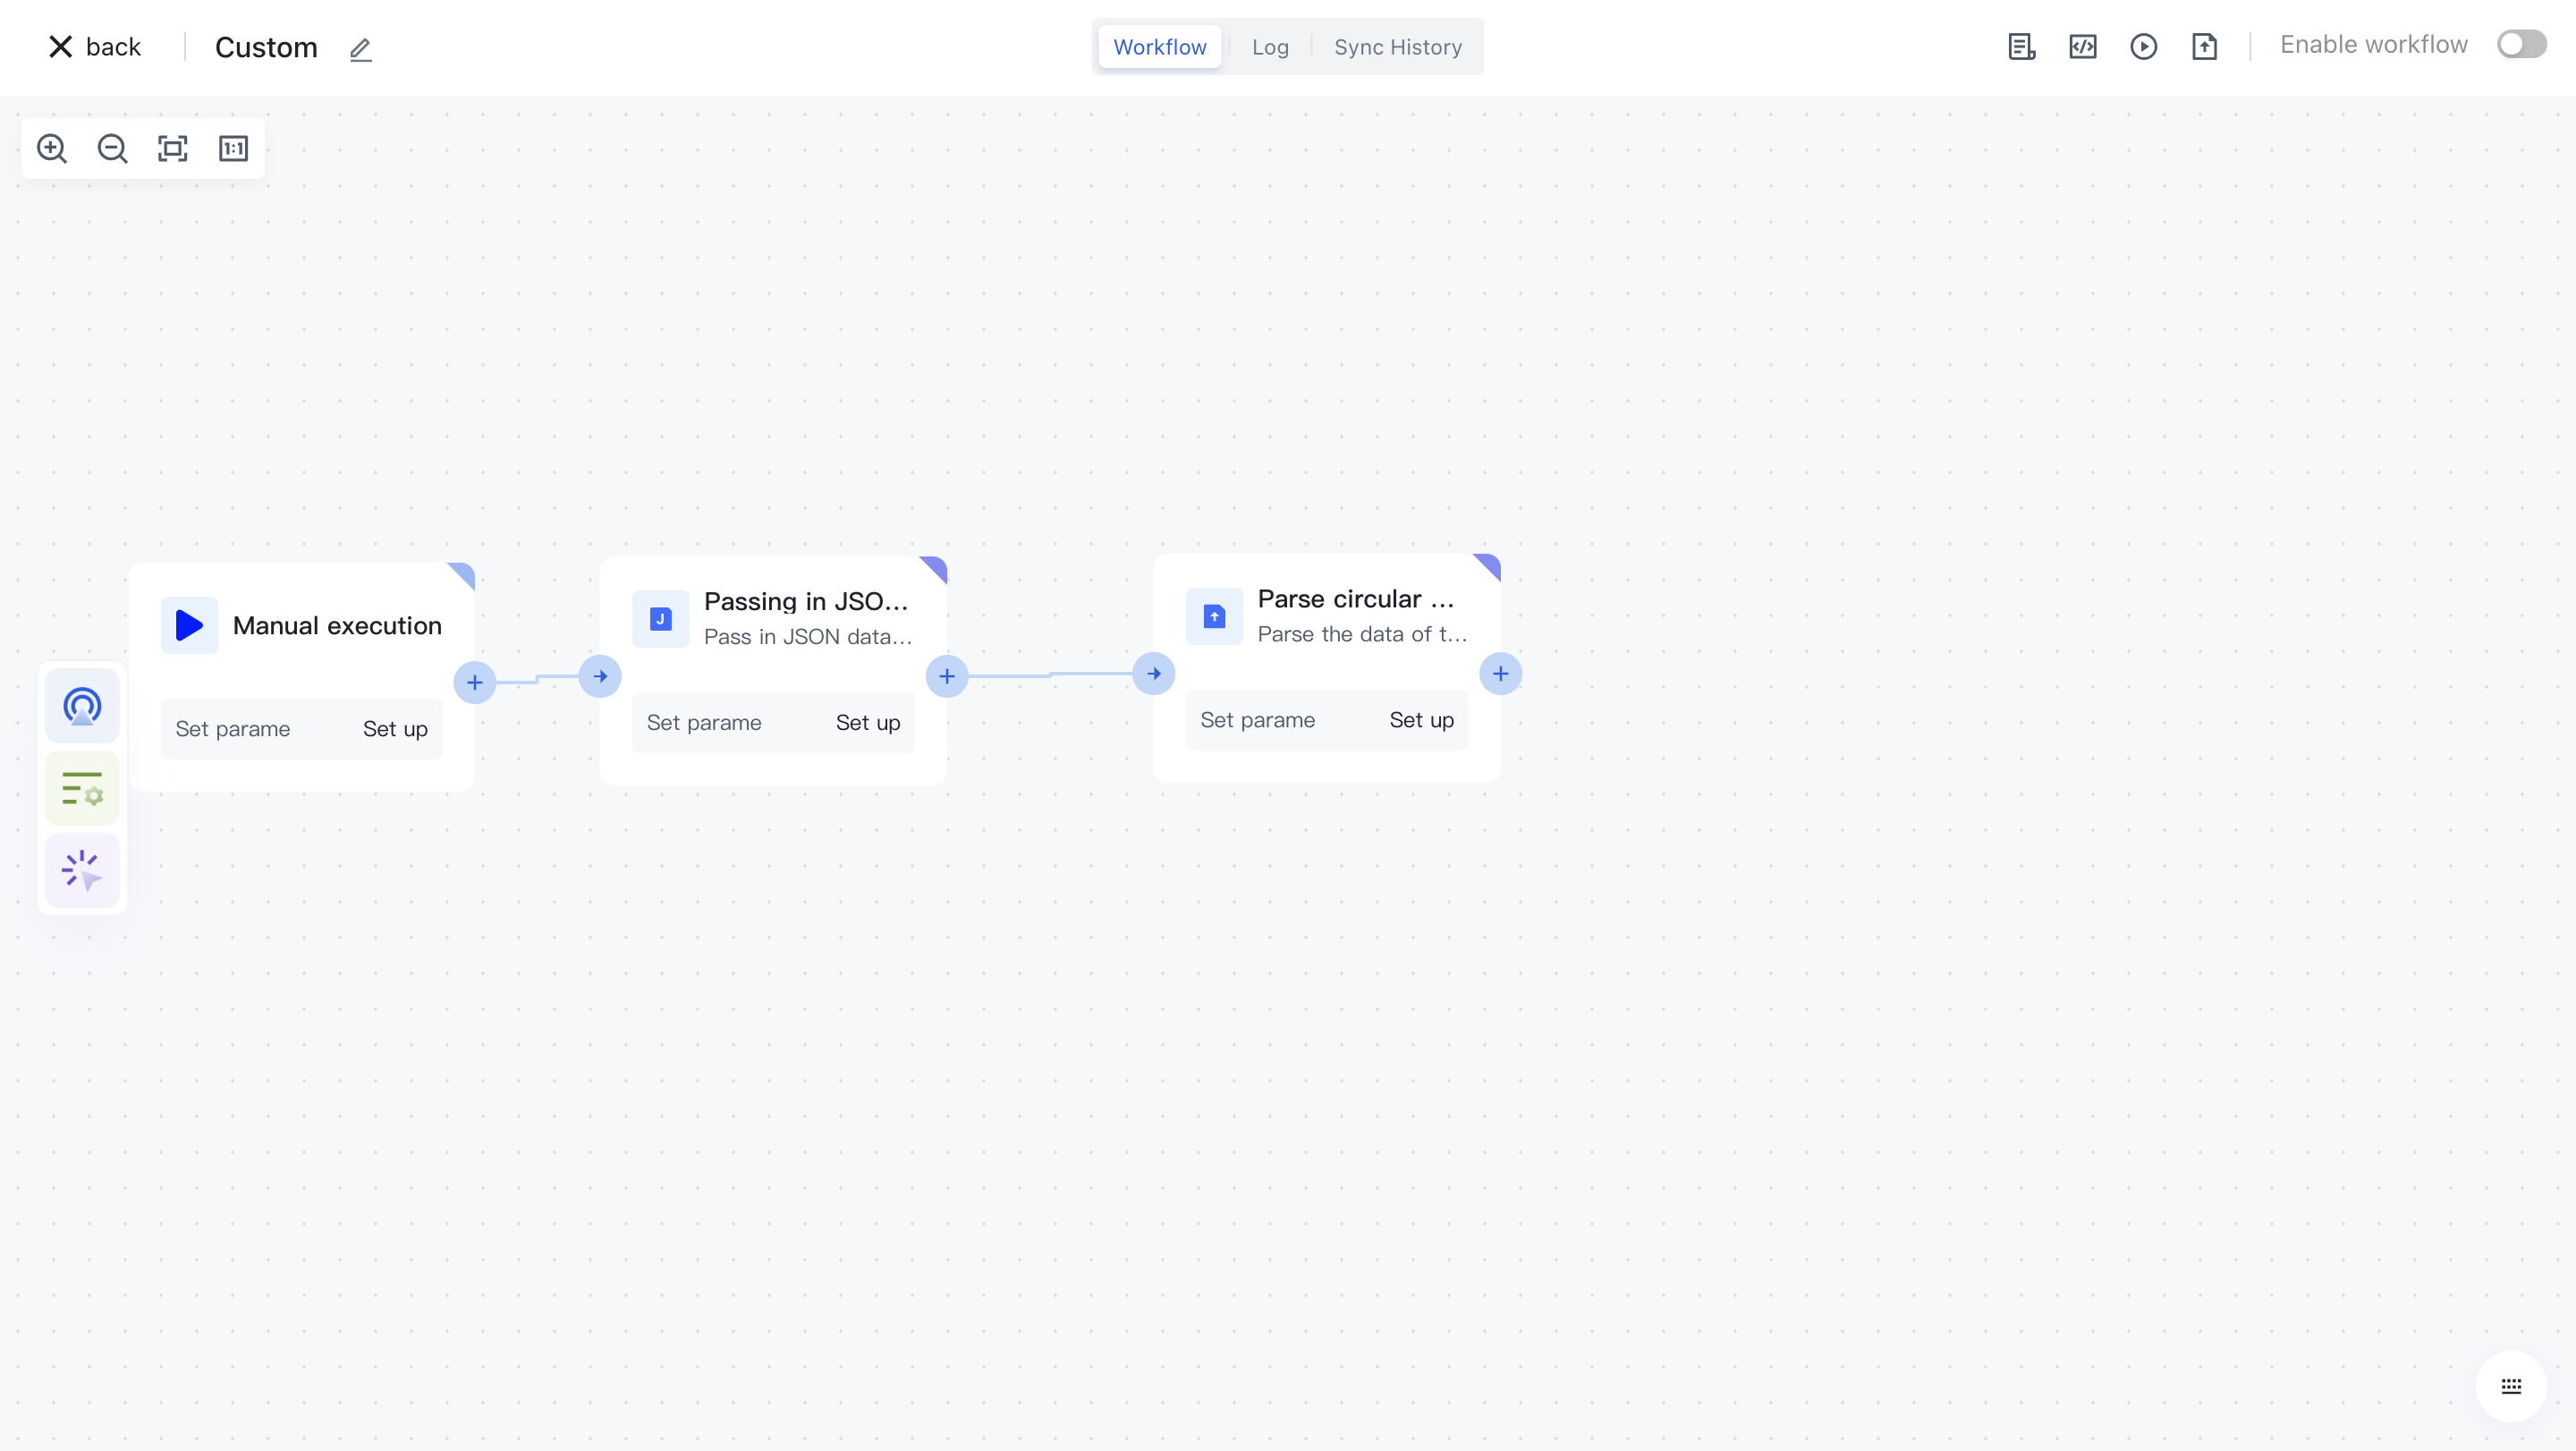 back
Custom
Workflow
Log
Sync History
Enable workflow
1:1
Manual execution
Set parame
Set up
J
Passing in JSO...
Pass in JSON data...
Set parame
Set up
Parse circular ...
Parse the data of t...
Set parame
Set up